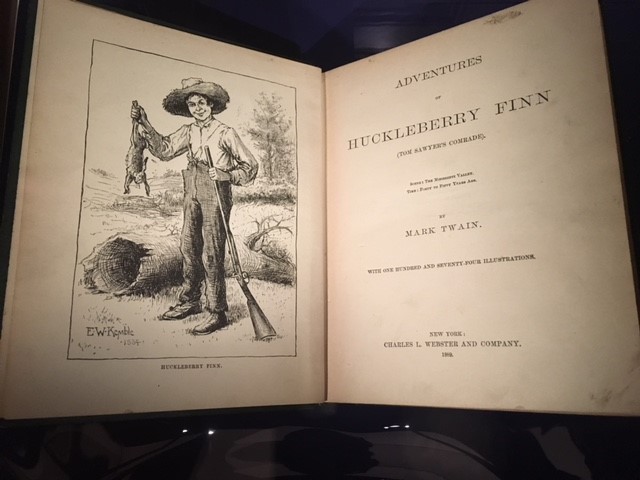 E.W. Kemble
1884
HUCKLEBERRY FINN.
ADVENTURES
OF
HUCKLEBERRY FINN
(TOM SAWYER'S COMRADE).
SCENE: THE MISSISSIPPI VALLEY.
TIME: FORTY TO FIFTY YEARS AGO.
BY
MARK TWAIN.
WITH ONE HUNDRED AND SEVENTY-FOUR ILLUSTRATIONS.
NEW YORK:
CHARLES L. WEBSTER AND COMPANY.